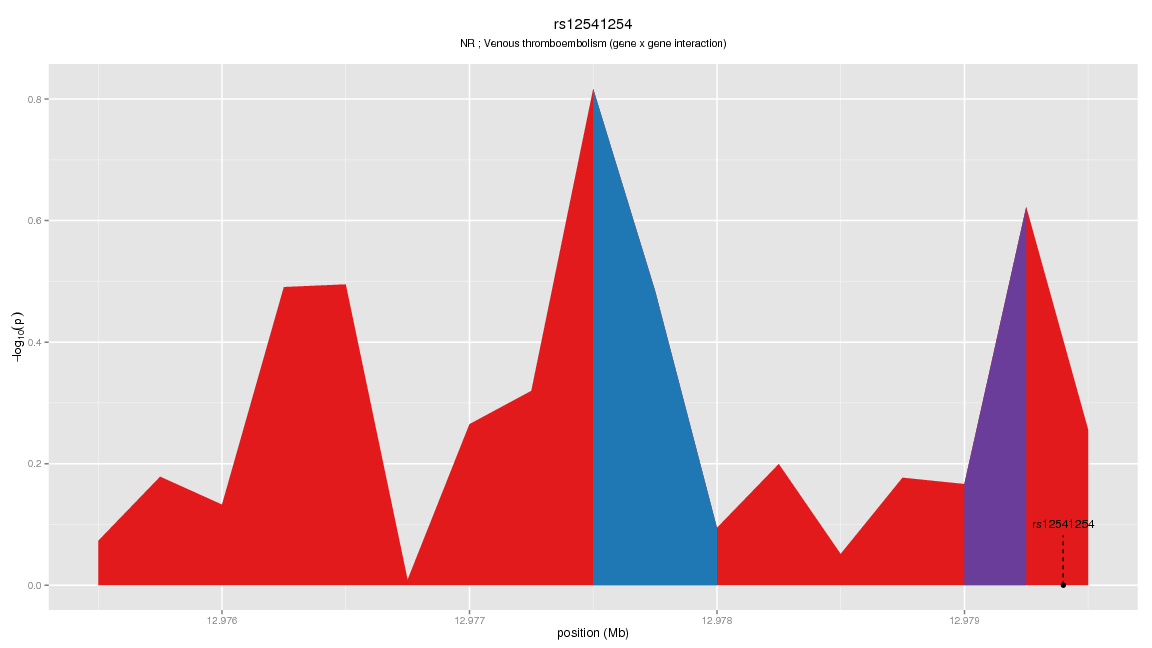 rs12541254
NR ; Venous thromboembolism (gene x gene interaction)
0.8
0.6
0.4
0.2
0.0
−log10(p)
rs12541254
12.976 12.977 12.978 12.979
position (Mb)